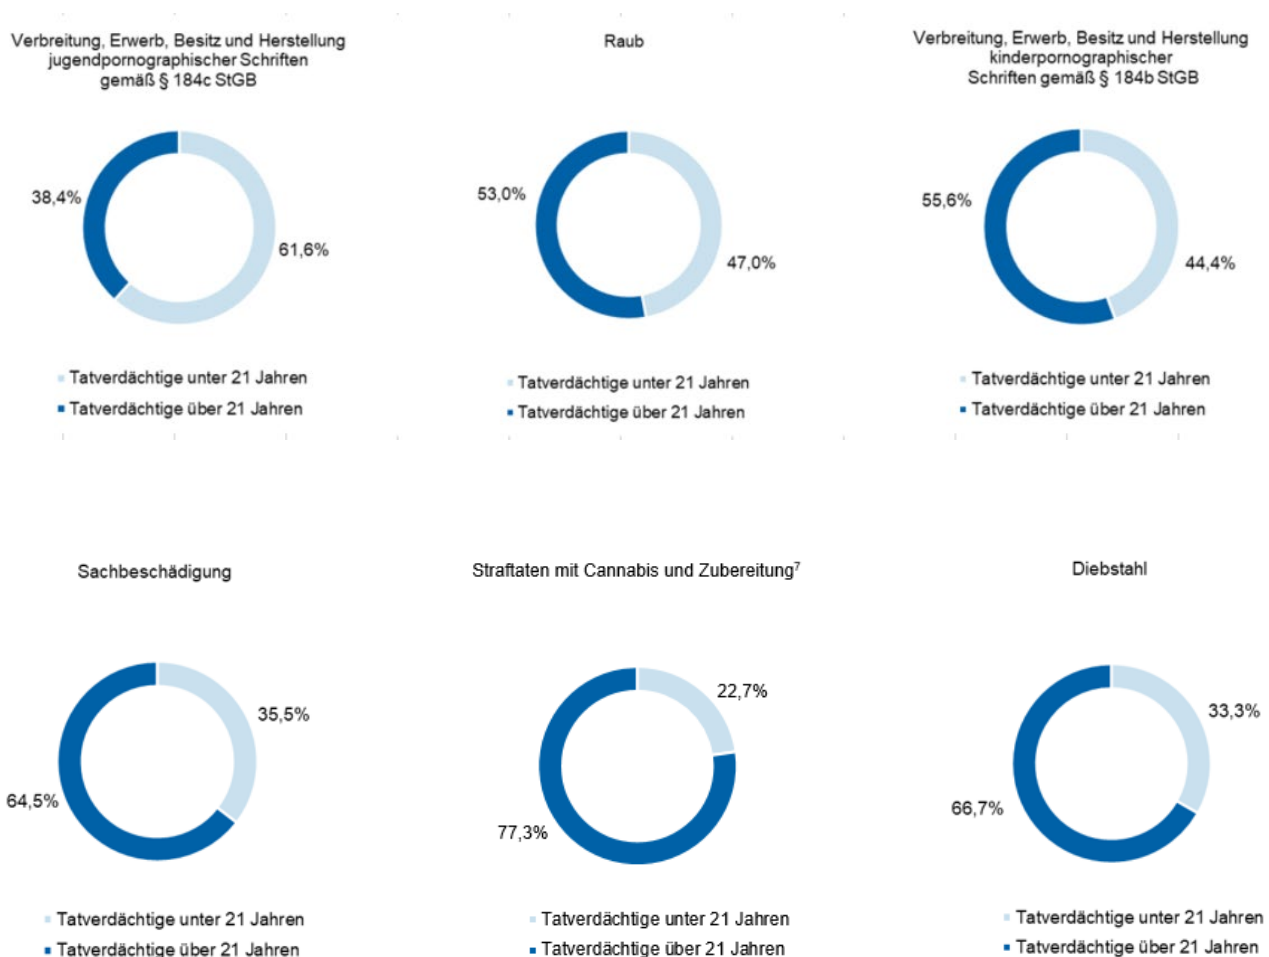 Verbreitung, Erwerb, Besitz und Herstellung
jugendpornographischer Schriften
gemäß § 184c StGB
38,4%
61,6%
Tatverdächtige unter 21 Jahren
Tatverdächtige über 21 Jahren
Raub
53,0%
47,0%
Tatverdächtige unter 21 Jahren
Tatverdächtige über 21 Jahren
Verbreitung, Erwerb, Besitz und Herstellung
kinderpornographischer
Schriften gemäß § 184b StGB
55,6%
44,4%
Tatverdächtige unter 21 Jahren
Tatverdächtige über 21 Jahren
Sachbeschädigung
35,5%
64,5%
Tatverdächtige unter 21 Jahren
Tatverdächtige über 21 Jahren
Straftaten mit Cannabis und Zubereitung⁷
22,7%
77,3%
Tatverdächtige unter 21 Jahren
Tatverdächtige über 21 Jahren
Diebstahl
33,3%
66,7%
Tatverdächtige unter 21 Jahren
Tatverdächtige über 21 Jahren